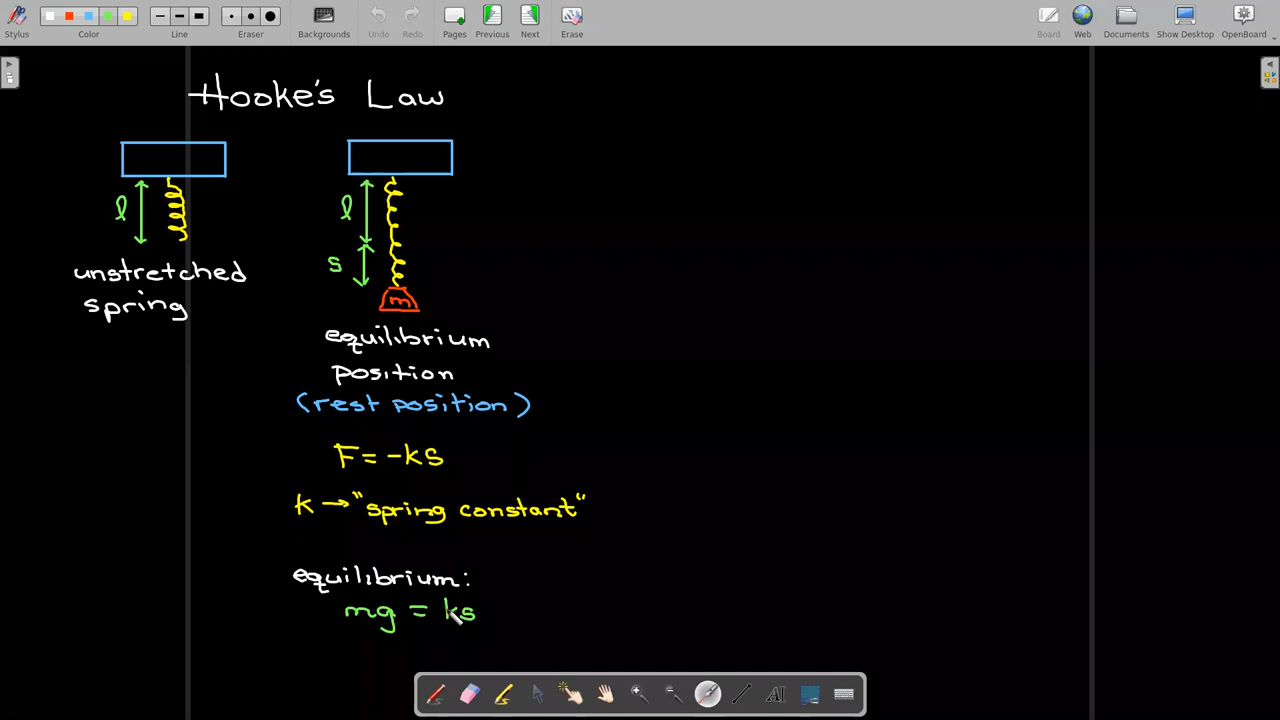 Stylus
Color
Line
Eraser
Backgrounds
Undo
Redo
Pages
Previous
Next
Erase
Board
Web
Documents
Show Desktop
OpenBoard
Hooke's Law
l
l
s
m
unstretched
spring
equilibrium
position
(rest position)
F = -ks
k → "spring constant"
equilibrium:
mg = ks
AI